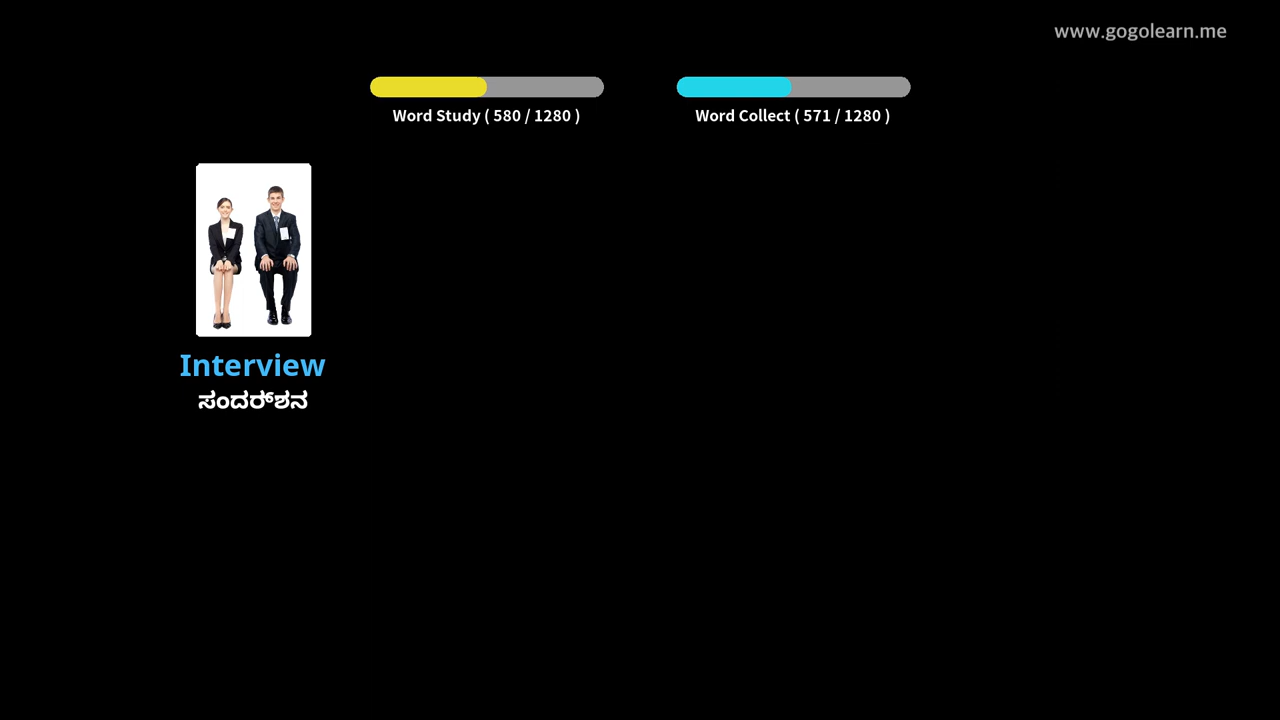 www.gogolearn.me
Word Study ( 580 / 1280 )
Word Collect ( 571 / 1280 )
Interview
ಸಂದರ್‍ಶನ